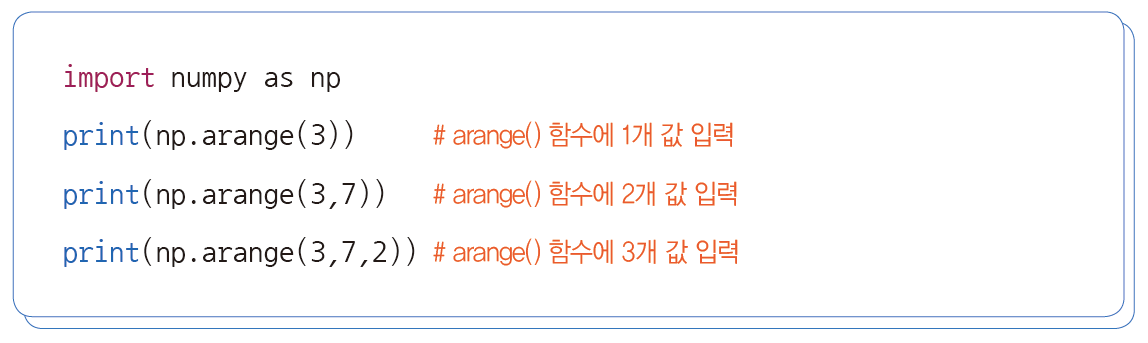 import numpy as np
print(np.arange(3)) # arange() 함수에 1개 값 입력
print(np.arange(3,7)) # arange() 함수에 2개 값 입력
print(np.arange(3,7,2)) # arange() 함수에 3개 값 입력